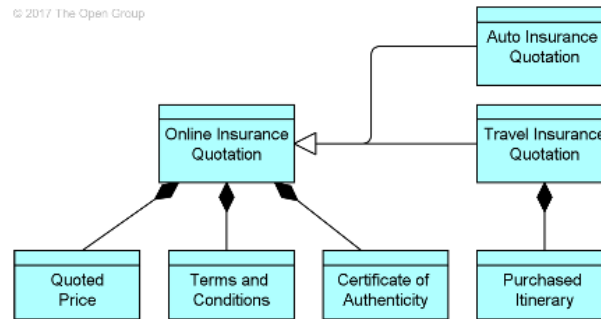 © 2017 The Open Group
Auto Insurance
Quotation
Online Insurance
Quotation
Travel Insurance
Quotation
Quoted
Price
Terms and
Conditions
Certificate of
Authenticity
Purchased
Itinerary